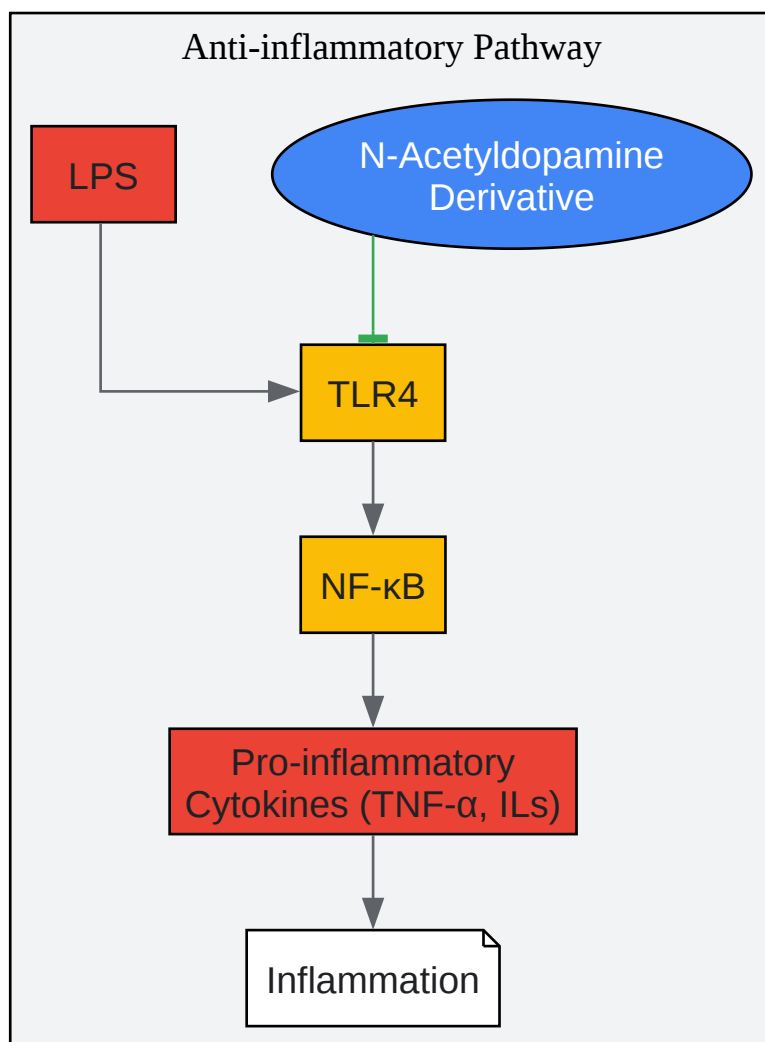 Anti-inflammatory Pathway
LPS
N-Acetyldopamine
Derivative
TLR4
NF-κB
Pro-inflammatory
Cytokines (TNF-α, ILs)
Inflammation